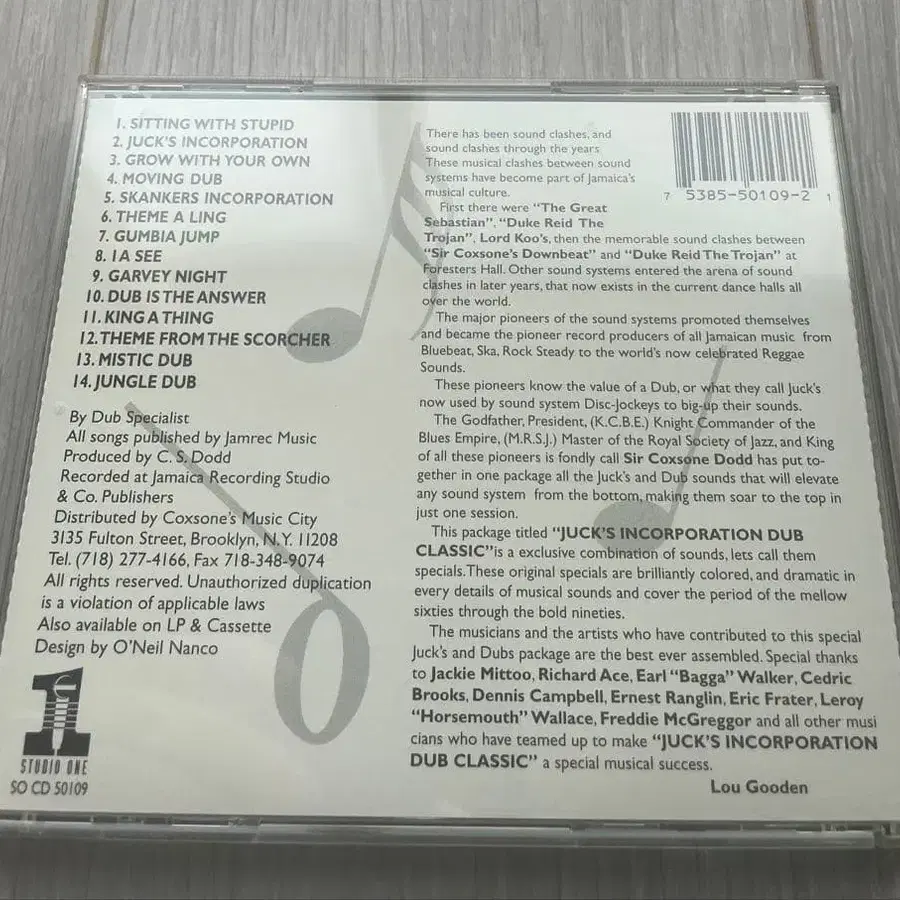 1. SITTING WITH STUPID
2. JUCK'S INCORPORATION
3. GROW WITH YOUR OWN
4. MOVING DUB
5. SKANKERS INCORPORATION
6. THEME A LING
7. GUMBIA JUMP
8. I A SEE
9. GARVEY NIGHT
10. DUB IS THE ANSWER
11. KING A THING
12. THEME FROM THE SCORCHER
13. MISTIC DUB
14. JUNGLE DUB
By Dub Specialist
All songs published by Jamrec Music
Produced by C. S. Dodd
Recorded at Jamaica Recording Studio
& Co. Publishers
Distributed by Coxsone's Music City
3135 Fulton Street, Brooklyn, N.Y. 11208
Tel. (718) 277-4166, Fax 718-348-9074
All rights reserved. Unauthorized duplication
is a violation of applicable laws
Also available on LP & Cassette
Design by O'Neil Nanco
1
STUDIO ONE
SO CD 50109
There has been sound clashes, and
sound clashes through the years
These musical clashes between sound
systems have become part of Jamaica's
musical culture.
First there were "The Great
Sebastian", "Duke Reid The
Trojan", Lord Koo's, then the memorable sound clashes between
"Sir Coxsone's Downbeat" and "Duke Reid The Trojan" at
Foresters Hall. Other sound systems entered the arena of sound
clashes in later years, that now exists in the current dance halls all
over the world.
The major pioneers of the sound systems promoted themselves
and became the pioneer record producers of all Jamaican music from
Bluebeat, Ska, Rock Steady to the world's now celebrated Reggae
Sounds.
These pioneers know the value of a Dub, or what they call Juck's
now used by sound system Disc-Jockeys to big-up their sounds.
The Godfather, President, (K.C.B.E.) Knight Commander of the
Blues Empire, (M.R.S.J.) Master of the Royal Society of Jazz, and King
of all these pioneers is fondly call Sir Coxsone Dodd has put to-
gether in one package all the Juck's and Dub sounds that will elevate
any sound system from the bottom, making them soar to the top in
just one session.
This package titled "JUCK'S INCORPORATION DUB
CLASSIC" is a exclusive combination of sounds, lets call them
specials. These original specials are brilliantly colored, and dramatic in
every details of musical sounds and cover the period of the mellow
sixties through the bold nineties.
The musicians and the artists who have contributed to this special
Juck's and Dubs package are the best ever assembled. Special thanks
to Jackie Mittoo, Richard Ace, Earl "Bagga" Walker, Cedric
Brooks, Dennis Campbell, Ernest Ranglin, Eric Frater, Leroy
"Horsemouth" Wallace, Freddie McGreggor and all other musi
cians who have teamed up to make "JUCK'S INCORPORATION
DUB CLASSIC" a special musical success.
Lou Gooden
7 5385-50109-2 1